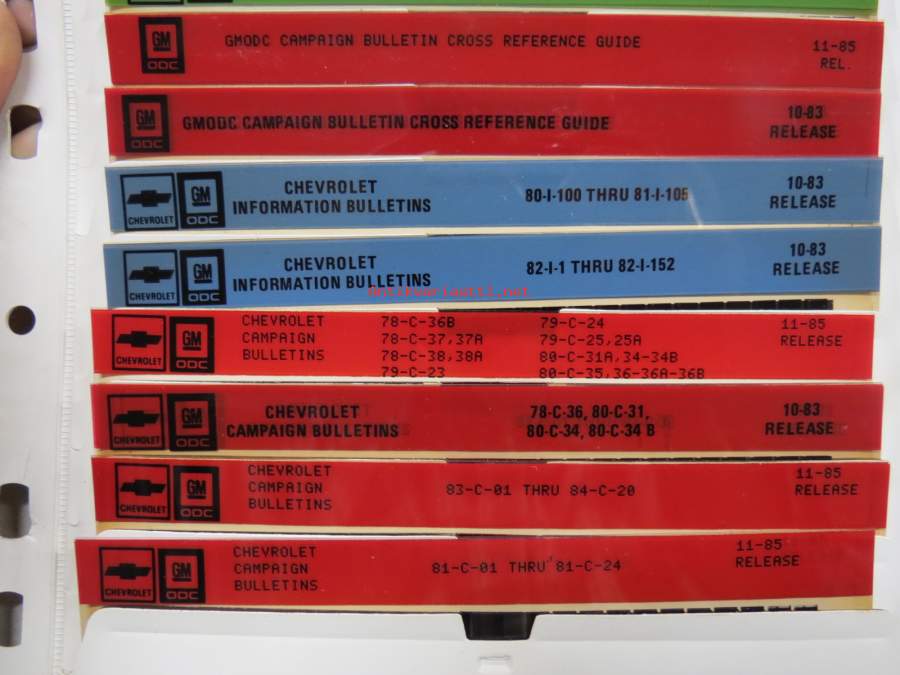 GM
ODC
GMODC CAMPAIGN BULLETIN CROSS REFERENCE GUIDE
11-85
REL.
GM
ODC
GMODC CAMPAIGN BULLETIN CROSS REFERENCE GUIDE
10-83
RELEASE
CHEVROLET
GM
ODC
CHEVROLET
INFORMATION BULLETINS
80-I-100 THRU 81-I-105
10-83
RELEASE
CHEVROLET
GM
ODC
CHEVROLET
INFORMATION BULLETINS
82-I-1 THRU 82-I-152
10-83
RELEASE
Antikvariaatti.net
CHEVROLET
GM
ODC
CHEVROLET 78-C-36B 79-C-24 11-85
CAMPAIGN 78-C-37,37A 79-C-25,25A RELEASE
BULLETINS 78-C-38,38A 80-C-31A,34-34B
79-C-23 80-C-35,36-36A-36B
CHEVROLET
GM
ODC
CHEVROLET
CAMPAIGN BULLETINS
78-C-36, 80-C-31,
80-C-34, 80-C-34 B
10-83
RELEASE
CHEVROLET
GM
ODC
CHEVROLET
CAMPAIGN
BULLETINS
83-C-01 THRU 84-C-20
11-85
RELEASE
CHEVROLET
GM
ODC
CHEVROLET
CAMPAIGN
BULLETINS
81-C-01 THRU 81-C-24
11-85
RELEASE